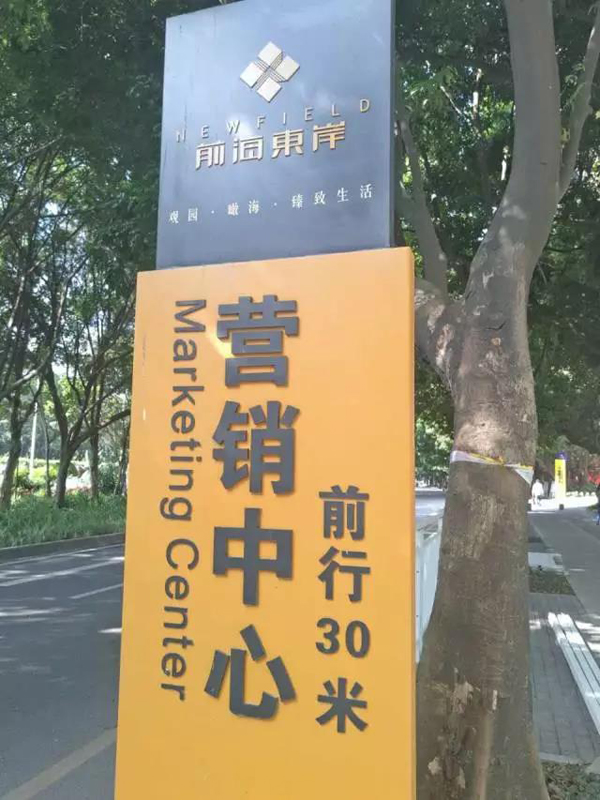 NEWFIELD
前海東岸
观园·瞰海·臻致生活
营销中心
Marketing Center
前行30米